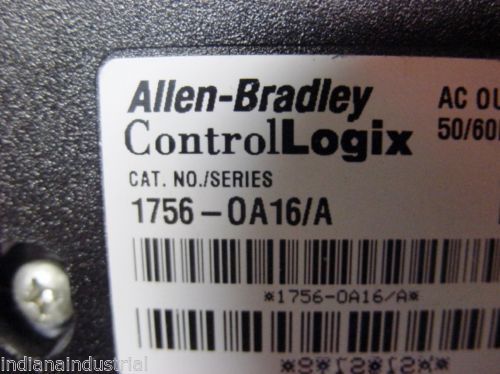 Allen-Bradley
ControlLogix
AC OU
50/60
CAT. NO./SERIES
1756-OA16/A
*1756-OA16/A*
indianaindustrial